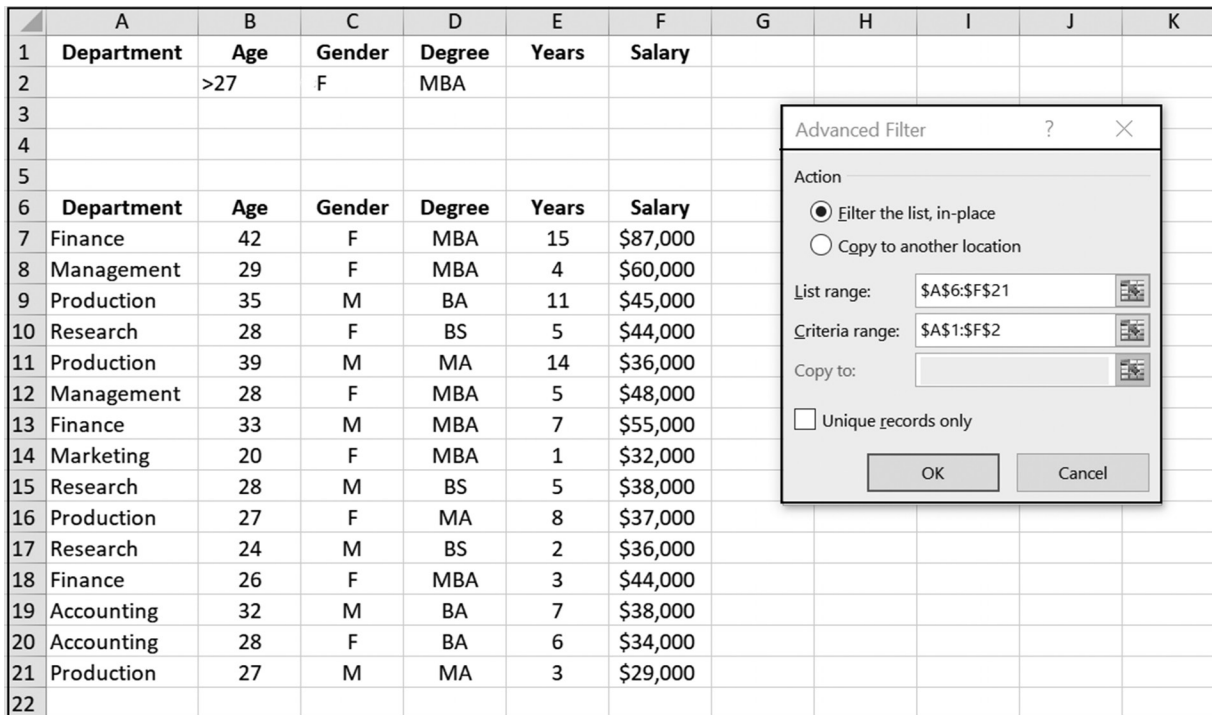 A B C D E F G H I J K
1 Department Age Gender Degree Years Salary
2 >27 F MBA
3
4
5
6 Department Age Gender Degree Years Salary
7 Finance 42 F MBA 15 $87,000
8 Management 29 F MBA 4 $60,000
9 Production 35 M BA 11 $45,000
10 Research 28 F BS 5 $44,000
11 Production 39 M MA 14 $36,000
12 Management 28 F MBA 5 $48,000
13 Finance 33 M MBA 7 $55,000
14 Marketing 20 F MBA 1 $32,000
15 Research 28 M BS 5 $38,000
16 Production 27 F MA 8 $37,000
17 Research 24 M BS 2 $36,000
18 Finance 26 F MBA 3 $44,000
19 Accounting 32 M BA 7 $38,000
20 Accounting 28 F BA 6 $34,000
21 Production 27 M MA 3 $29,000
22
Advanced Filter ?
Action
Filter the list, in-place
Copy to another location
List range: $A$6:$F$21
Criteria range: $A$1:$F$2
Copy to:
Unique records only
OK Cancel